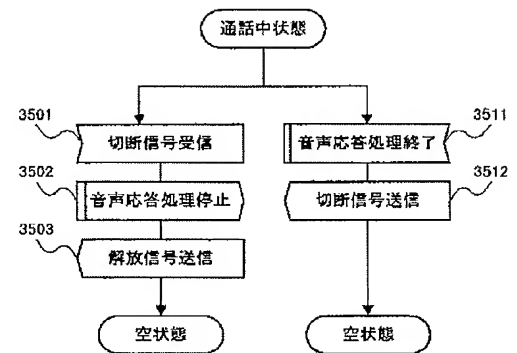 通話中状態
3501
切断信号受信
3511
音声応答処理終了
3502
音声応答処理停止
3512
切断信号送信
3503
解放信号送信
空状態
空状態